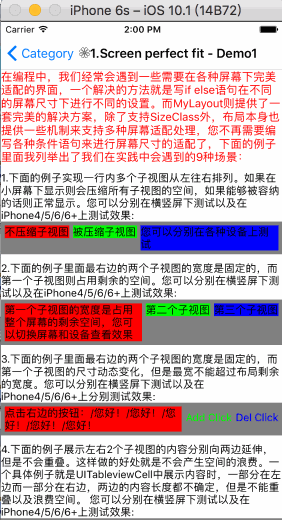 iPhone 6s – iOS 10.1 (14B72)
Carrier 2:00 PM
Category ※1.Screen perfect fit - Demo1
在编程中，我们经常会遇到一些需要在各种屏幕下完美
适配的界面，一个解决的方法就是写if else语句在不同
的屏幕尺寸下进行不同的设置。而MyLayout则提供了一
套完美的解决方案，除了支持SizeClass外，布局本身也
提供一些机制来支持多种屏幕适配处理，您不再需要编
写各种条件语句来进行屏幕尺寸的适配了，下面的例子
里面我列举出了我们在实践中会遇到的9种场景：
1.下面的例子实现一行内多个子视图从左往右排列。如果在
小屏幕下显示则会压缩所有子视图的空间，如果能够被容纳
的话则正常显示。您可以分别在横竖屏下测试以及在
iPhone4/5/6/6+上测试效果：
不压缩子视图 被压缩子视图 您可以分别在各种设备上测
2.下面的例子里面最右边的两个子视图的宽度是固定的，而
第一个子视图则占用剩余的空间。您可以分别在横竖屏下测
试以及在iPhone4/5/6/6+上测试效果：
第一个子视图的宽度是占用 第二个子视图 第三个子视图
整个屏幕的剩余空间，您可
以切换屏幕和设备查看效果
3.下面的例子里面最右边的两个子视图的宽度是固定的，而
第一个子视图的尺寸动态变化，但是最宽不能超过布局剩余
的宽度。您可以分别在横竖屏下测试以及在
iPhone4/5/6/6+上分别测试效果：
点击右边的按钮：/您好！/您好！/您 Add Click Del Click
好！/您好！/您好！
4.下面的例子展示左右2个子视图的内容分别向两边延伸，
但是不会重叠。这样做的好处就是不会产生空间的浪费。一
个具体例子就是UITableviewCell中展示内容时，一部分在左
边而一部分在右边，两边的内容长度都不确定，但是不能重
叠以及浪费空间。 您可以分别在横竖屏下测试以及在
iPhone4/5/6/6+上测试效果：